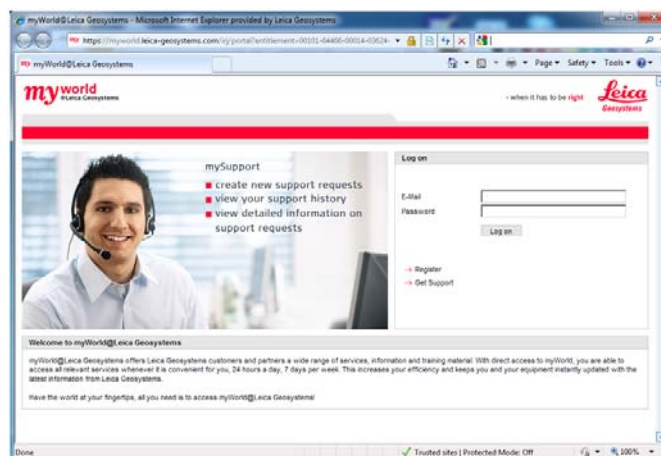 myWorld@Leica Geosystems - Microsoft Internet Explorer provided by Leica Geosystems
myWorld@Leica Geosystems
Page Safety Tools
my world
@Leica Geosystems
- when it has to be right
Leica
Geosystems
mySupport
create new support requests
view your support history
view detailed information on
support requests
Log on
E-Mail
Password
Log on
Register
Get Support
Welcome to myWorld@Leica Geosystems
myWorld@Leica Geosystems offers Leica Geosystems customers and partners a wide range of services, information and training material. With direct access to myWorld, you are able to
access all relevant services whenever it is convenient for you, 24 hours a day, 7 days per week. This increases your efficiency and keeps you and your equipment instantly updated with the
latest information from Leica Geosystems.
Have the world at your fingertips, all you need is to access myWorld@Leica Geosystems!
Done
Trusted sites | Protected Mode: Off
100%